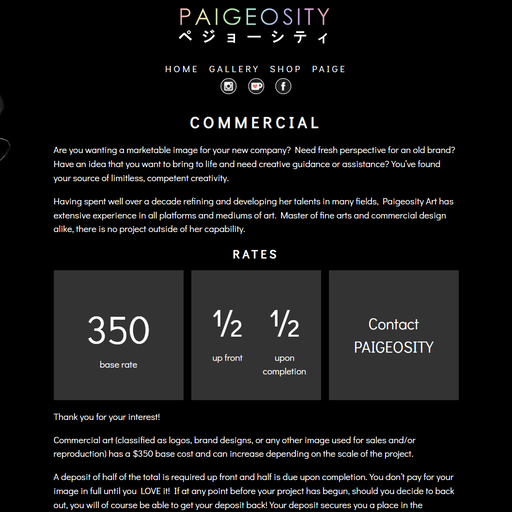 PAIGEOSITY
ペジョーシティ
HOME GALLERY SHOP PAIGE
COMMERCIAL
Are you wanting a marketable image for your new company? Need fresh perspective for an old brand?
Have an idea that you want to bring to life and need creative guidance or assistance? You've found
your source of limitless, competent creativity.
Having spent well over a decade refining and developing her talents in many fields, Paigeosity Art has
extensive experience in all platforms and mediums of art. Master of fine arts and commercial design
alike, there is no project outside of her capability.
RATES
350
base rate
½ ½
up front upon
completion
Contact
PAIGEOSITY
Thank you for your interest!
Commercial art (classified as logos, brand designs, or any other image used for sales and/or
reproduction) has a $350 base cost and can increase depending on the scale of the project.
A deposit of half of the total is required up front and half is due upon completion. You don't pay for your
image in full until you LOVE it! If at any point before your project has begun, should you decide to back
out, you will of course be able to get your deposit back! Your deposit secures you a place in the